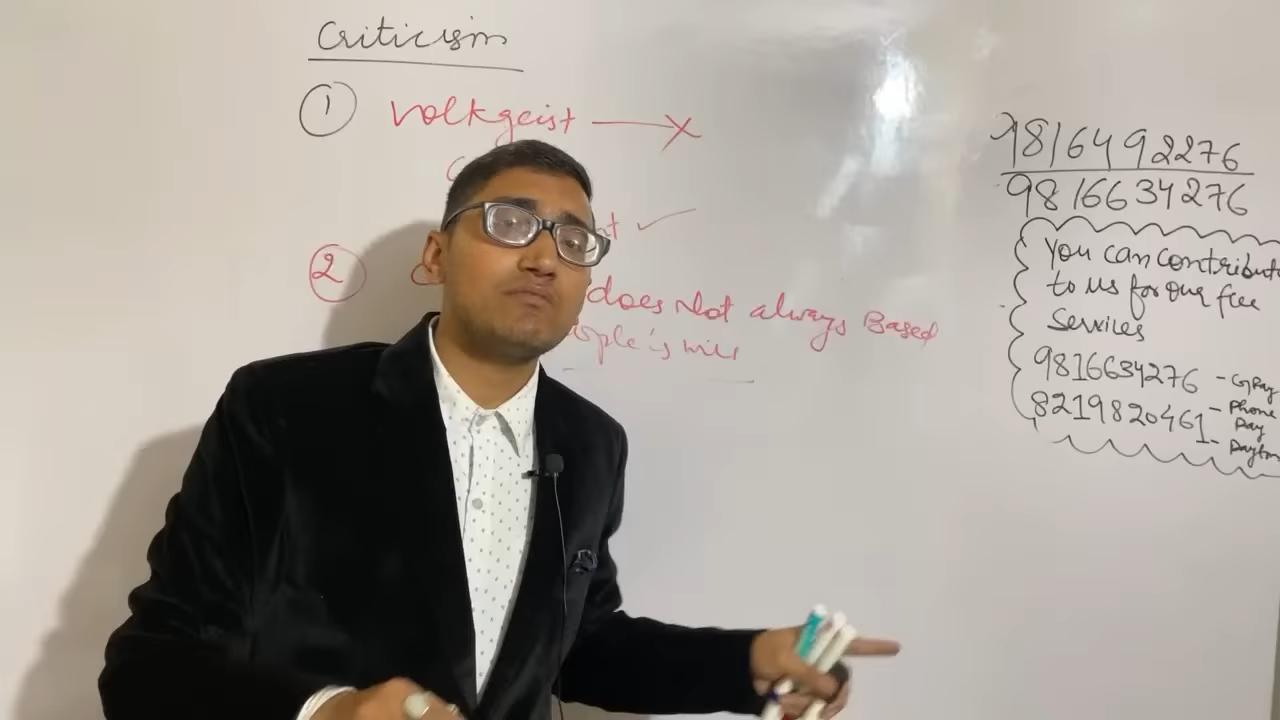 Criticism
1 Volkgeist → X
✓
2 does Not always Based
9816492276
9816634276
You can contribute
to us for our free
Services
9816634276 - G Pay
8219820461 - Phone
Pay
- Paytm